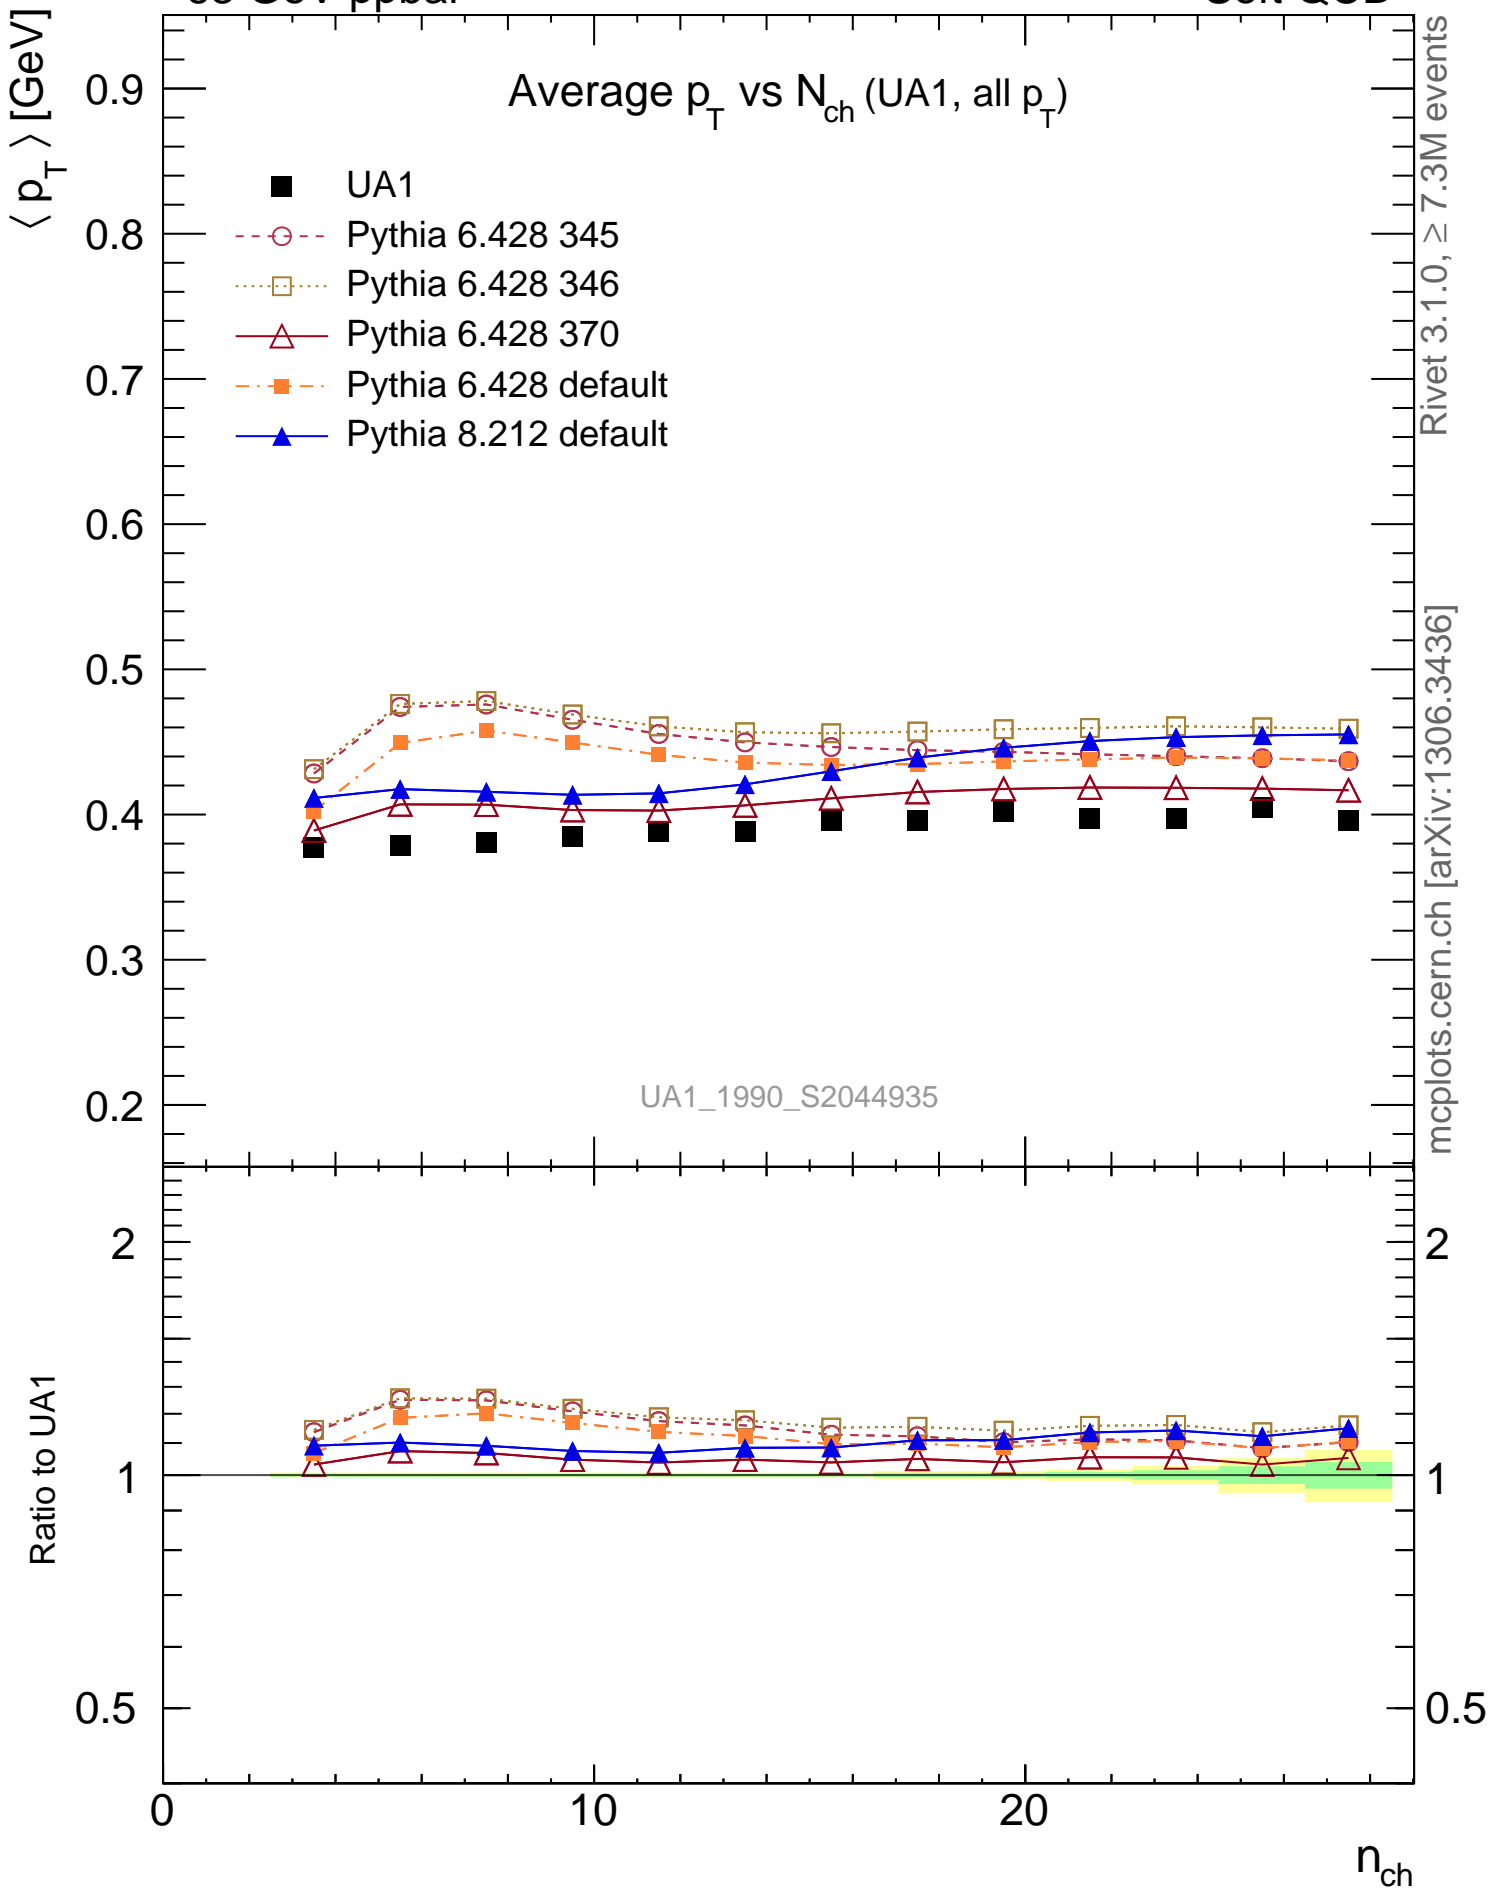 Average p_T vs N_ch (UA1, all p_T)
⟨ p_T ⟩ [GeV]
UA1
Pythia 6.428 345
Pythia 6.428 346
Pythia 6.428 370
Pythia 6.428 default
Pythia 8.212 default
0.9
0.8
0.7
0.6
0.5
0.4
0.3
0.2
UA1_1990_S2044935
Rivet 3.1.0, ≥ 7.3M events
mcplots.cern.ch [arXiv:1306.3436]
Ratio to UA1
2
1
0.5
2
1
0.5
0
10
20
n_ch